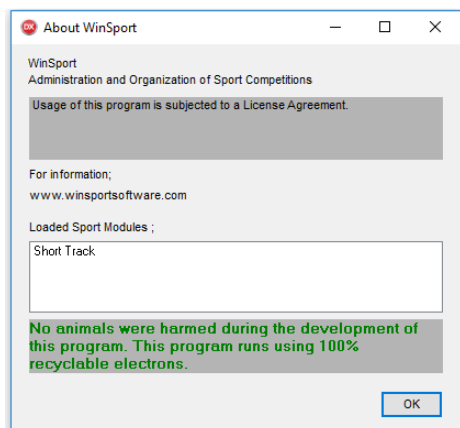 About WinSport
WinSport
Administration and Organization of Sport Competitions
Usage of this program is subjected to a License Agreement.
For information;
www.winsportsoftware.com
Loaded Sport Modules ;
Short Track
No animals were harmed during the development of
this program. This program runs using 100%
recyclable electrons.
OK